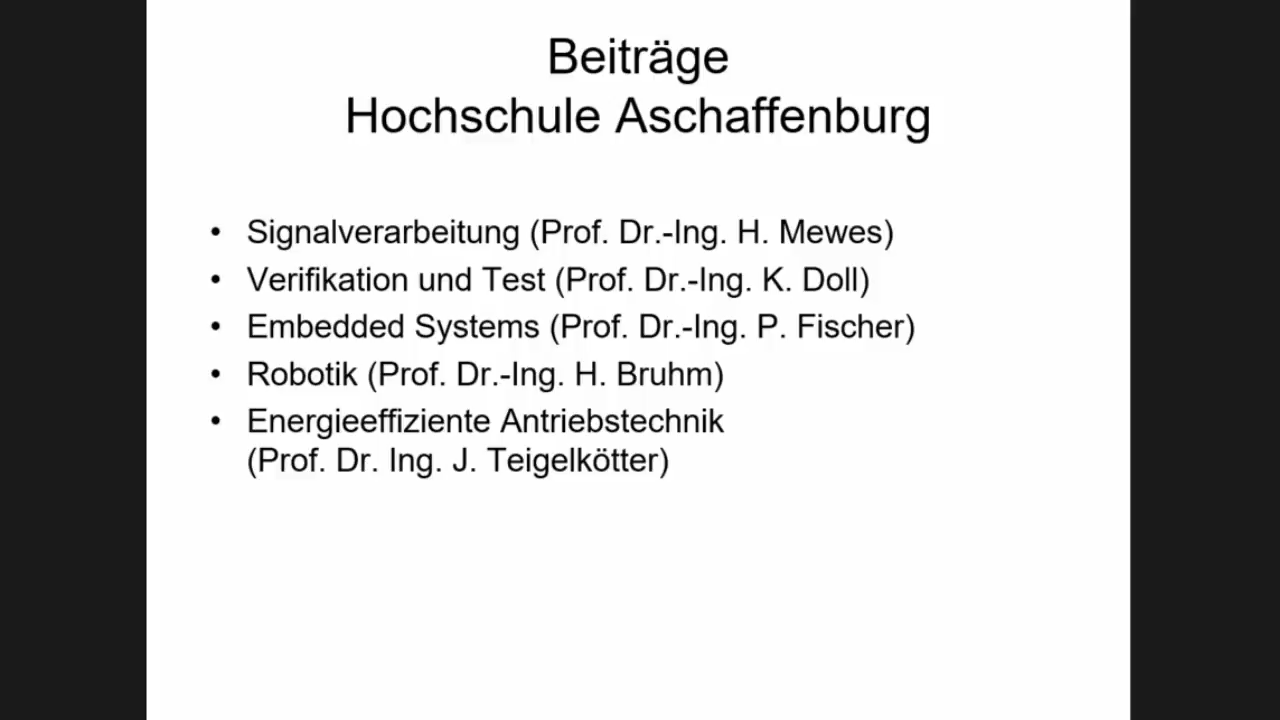 Beiträge
Hochschule Aschaffenburg
• Signalverarbeitung (Prof. Dr.-Ing. H. Mewes)
• Verifikation und Test (Prof. Dr.-Ing. K. Doll)
• Embedded Systems (Prof. Dr.-Ing. P. Fischer)
• Robotik (Prof. Dr.-Ing. H. Bruhm)
• Energieeffiziente Antriebstechnik
(Prof. Dr. Ing. J. Teigelkötter)